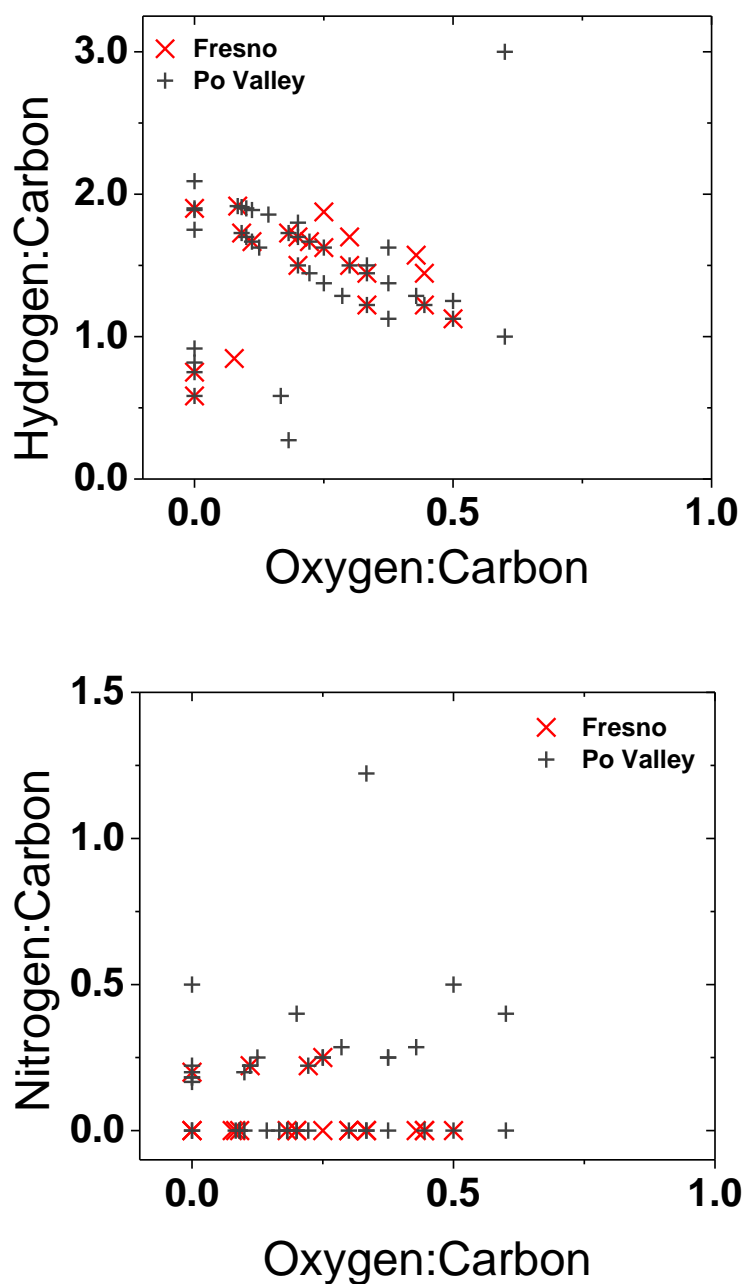 Fresno
Po Valley
3.0
2.0
1.0
0.0
Hydrogen:Carbon
0.0 0.5 1.0
Oxygen:Carbon
1.5
Fresno
Po Valley
1.0
0.5
0.0
Nitrogen:Carbon
0.0 0.5 1.0
Oxygen:Carbon